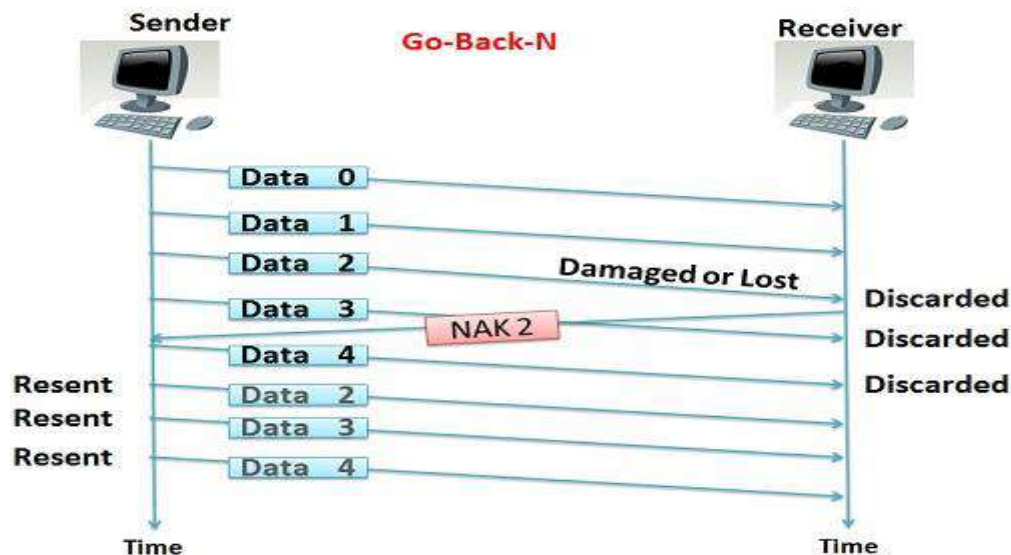 Sender
Go-Back-N
Receiver
Data 0
Data 1
Data 2
Damaged or Lost
Discarded
Data 3
NAK 2
Discarded
Data 4
Discarded
Resent
Data 2
Resent
Data 3
Resent
Data 4
Time
Time